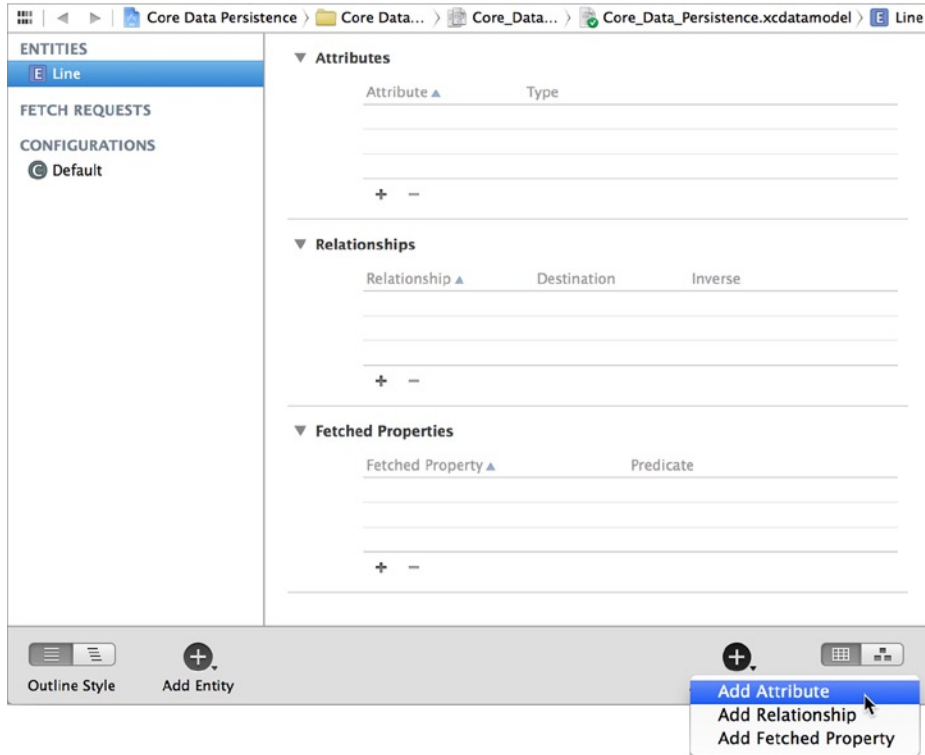 Core Data Persistence Core Data... Core_Data... Core_Data_Persistence.xcdatamodel E Line
ENTITIES
E Line
FETCH REQUESTS
CONFIGURATIONS
C Default
Attributes
Attribute Type
Relationships
Relationship Destination Inverse
Fetched Properties
Fetched Property Predicate
Outline Style Add Entity
Add Attribute
Add Relationship
Add Fetched Property